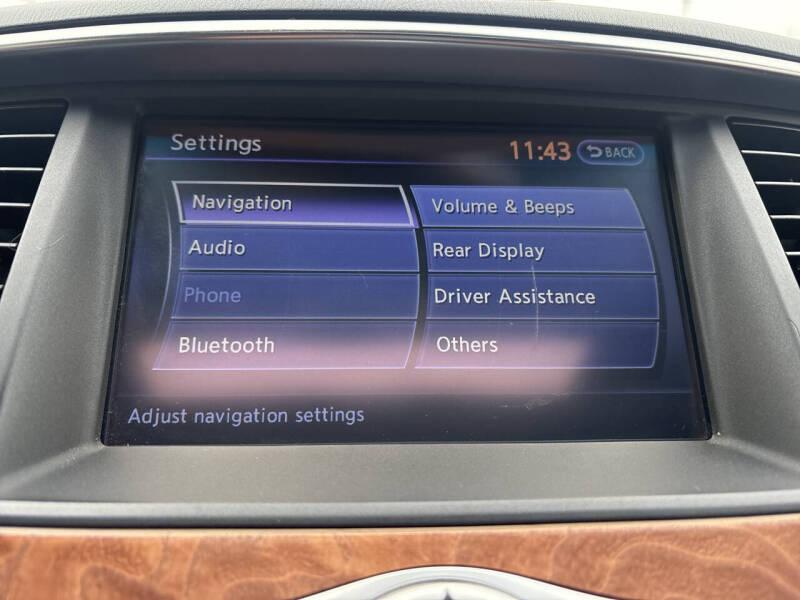 Settings 11:43 BACK
Navigation
Volume & Beeps
Audio
Rear Display
Phone
Driver Assistance
Bluetooth
Others
Adjust navigation settings